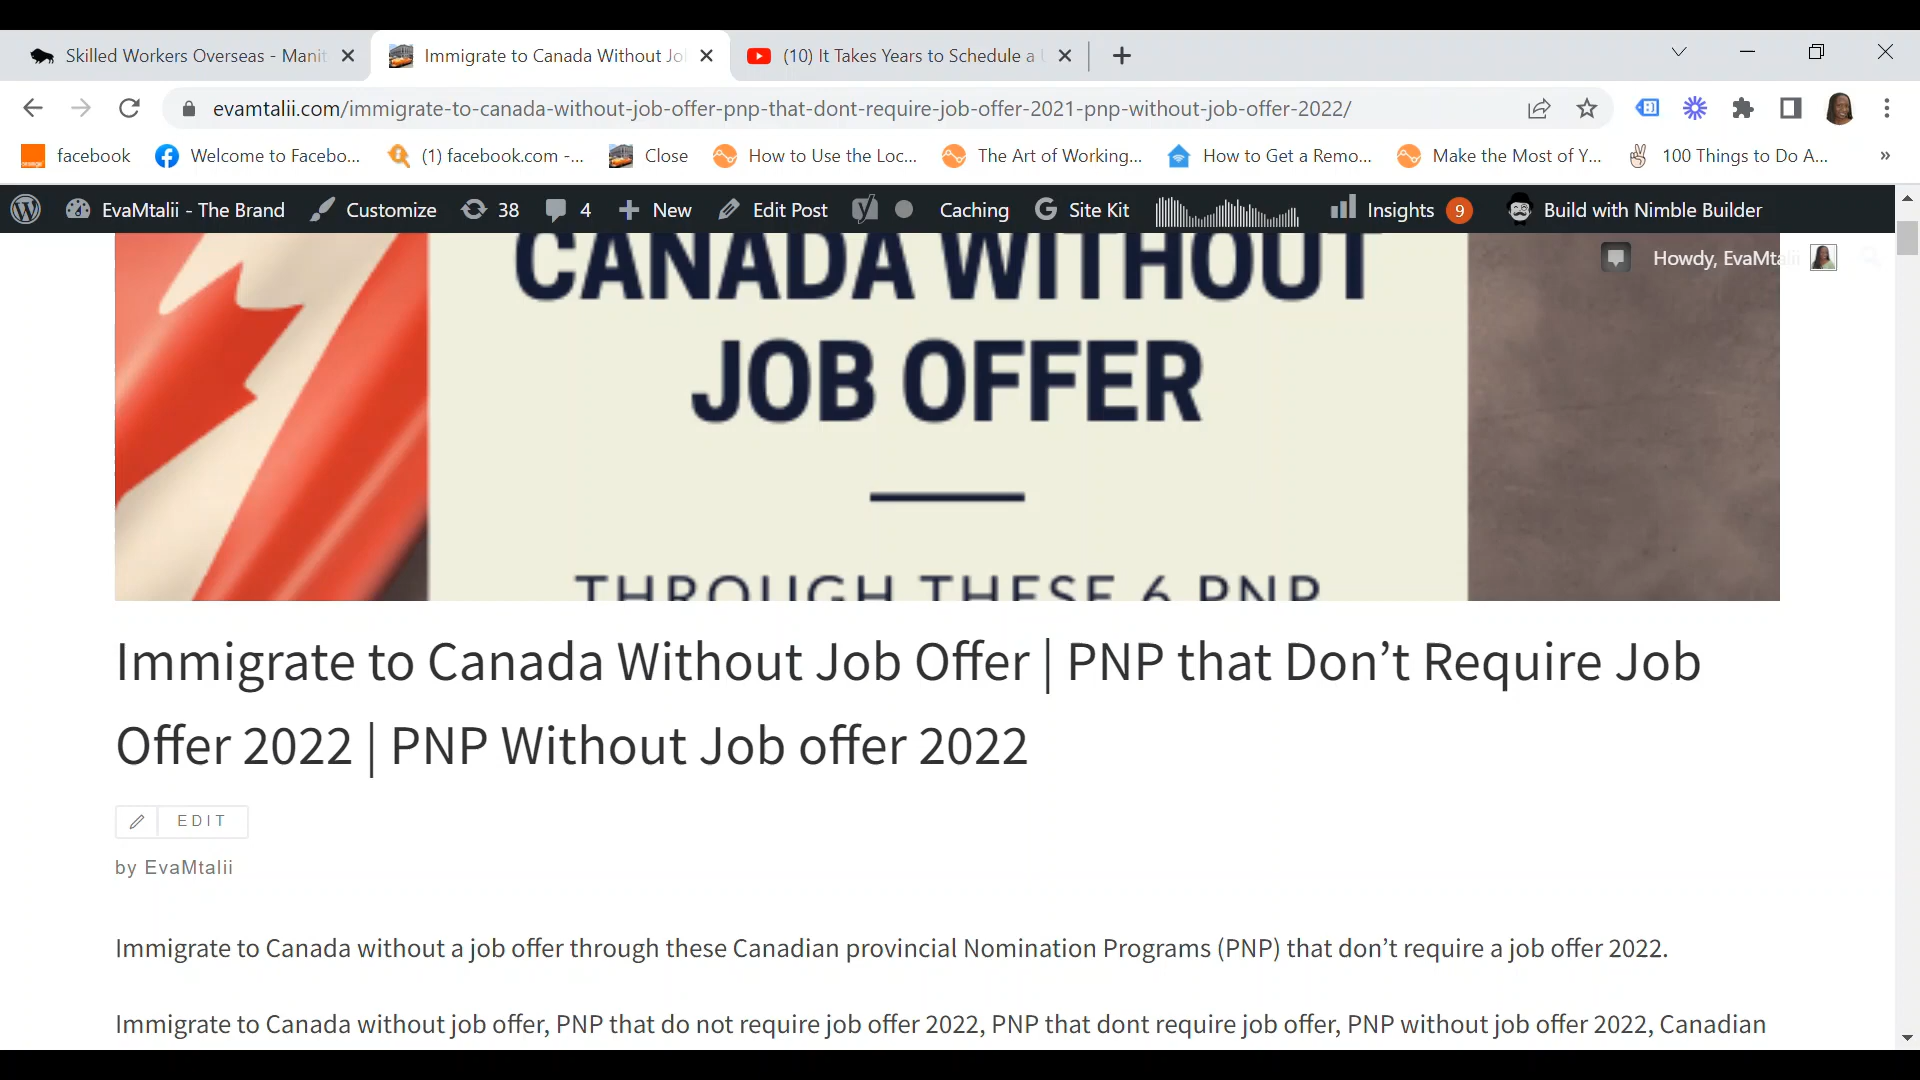 Skilled Workers Overseas - Manit
Immigrate to Canada Without Jo
(10) It Takes Years to Schedule a
evamtalii.com/immigrate-to-canada-without-job-offer-pnp-that-dont-require-job-offer-2021-pnp-without-job-offer-2022/
facebook
Welcome to Facebo...
(1) facebook.com -...
Close
How to Use the Loc...
The Art of Working...
How to Get a Remo...
Make the Most of Y...
100 Things to Do A...
»
EvaMtalii - The Brand
Customize
38
4
New
Edit Post
Caching
Site Kit
Insights 9
Build with Nimble Builder
Howdy, EvaMtalii
CANADA WITHOUT
JOB OFFER
THROUGH THESE 6 PNP
Immigrate to Canada Without Job Offer | PNP that Don’t Require Job
Offer 2022 | PNP Without Job offer 2022
EDIT
by EvaMtalii
Immigrate to Canada without a job offer through these Canadian provincial Nomination Programs (PNP) that don’t require a job offer 2022.
Immigrate to Canada without job offer, PNP that do not require job offer 2022, PNP that dont require job offer, PNP without job offer 2022, Canadian